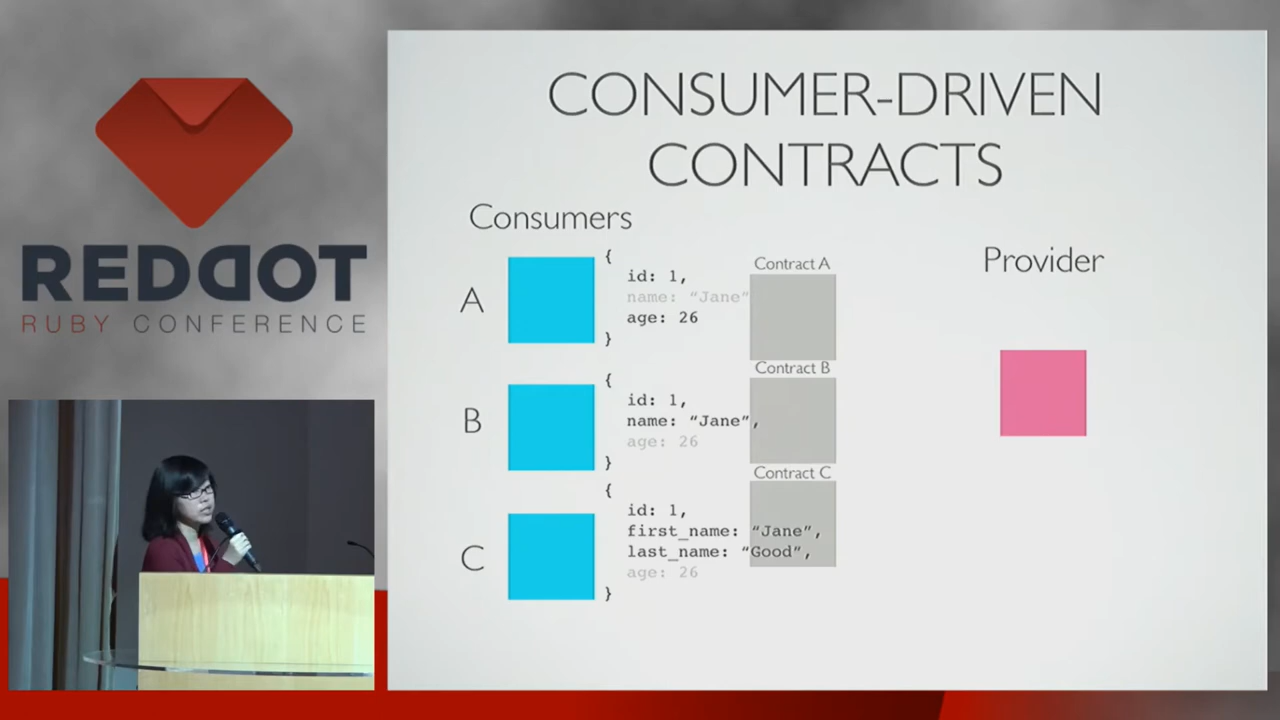 REDDOT
RUBY CONFERENCE
CONSUMER-DRIVEN
CONTRACTS
Consumers
Provider
A
{
id: 1,
name: “Jane”
age: 26
}
Contract A
B
{
id: 1,
name: “Jane”,
age: 26
}
Contract B
C
{
id: 1,
first_name: “Jane”,
last_name: “Good”,
age: 26
}
Contract C